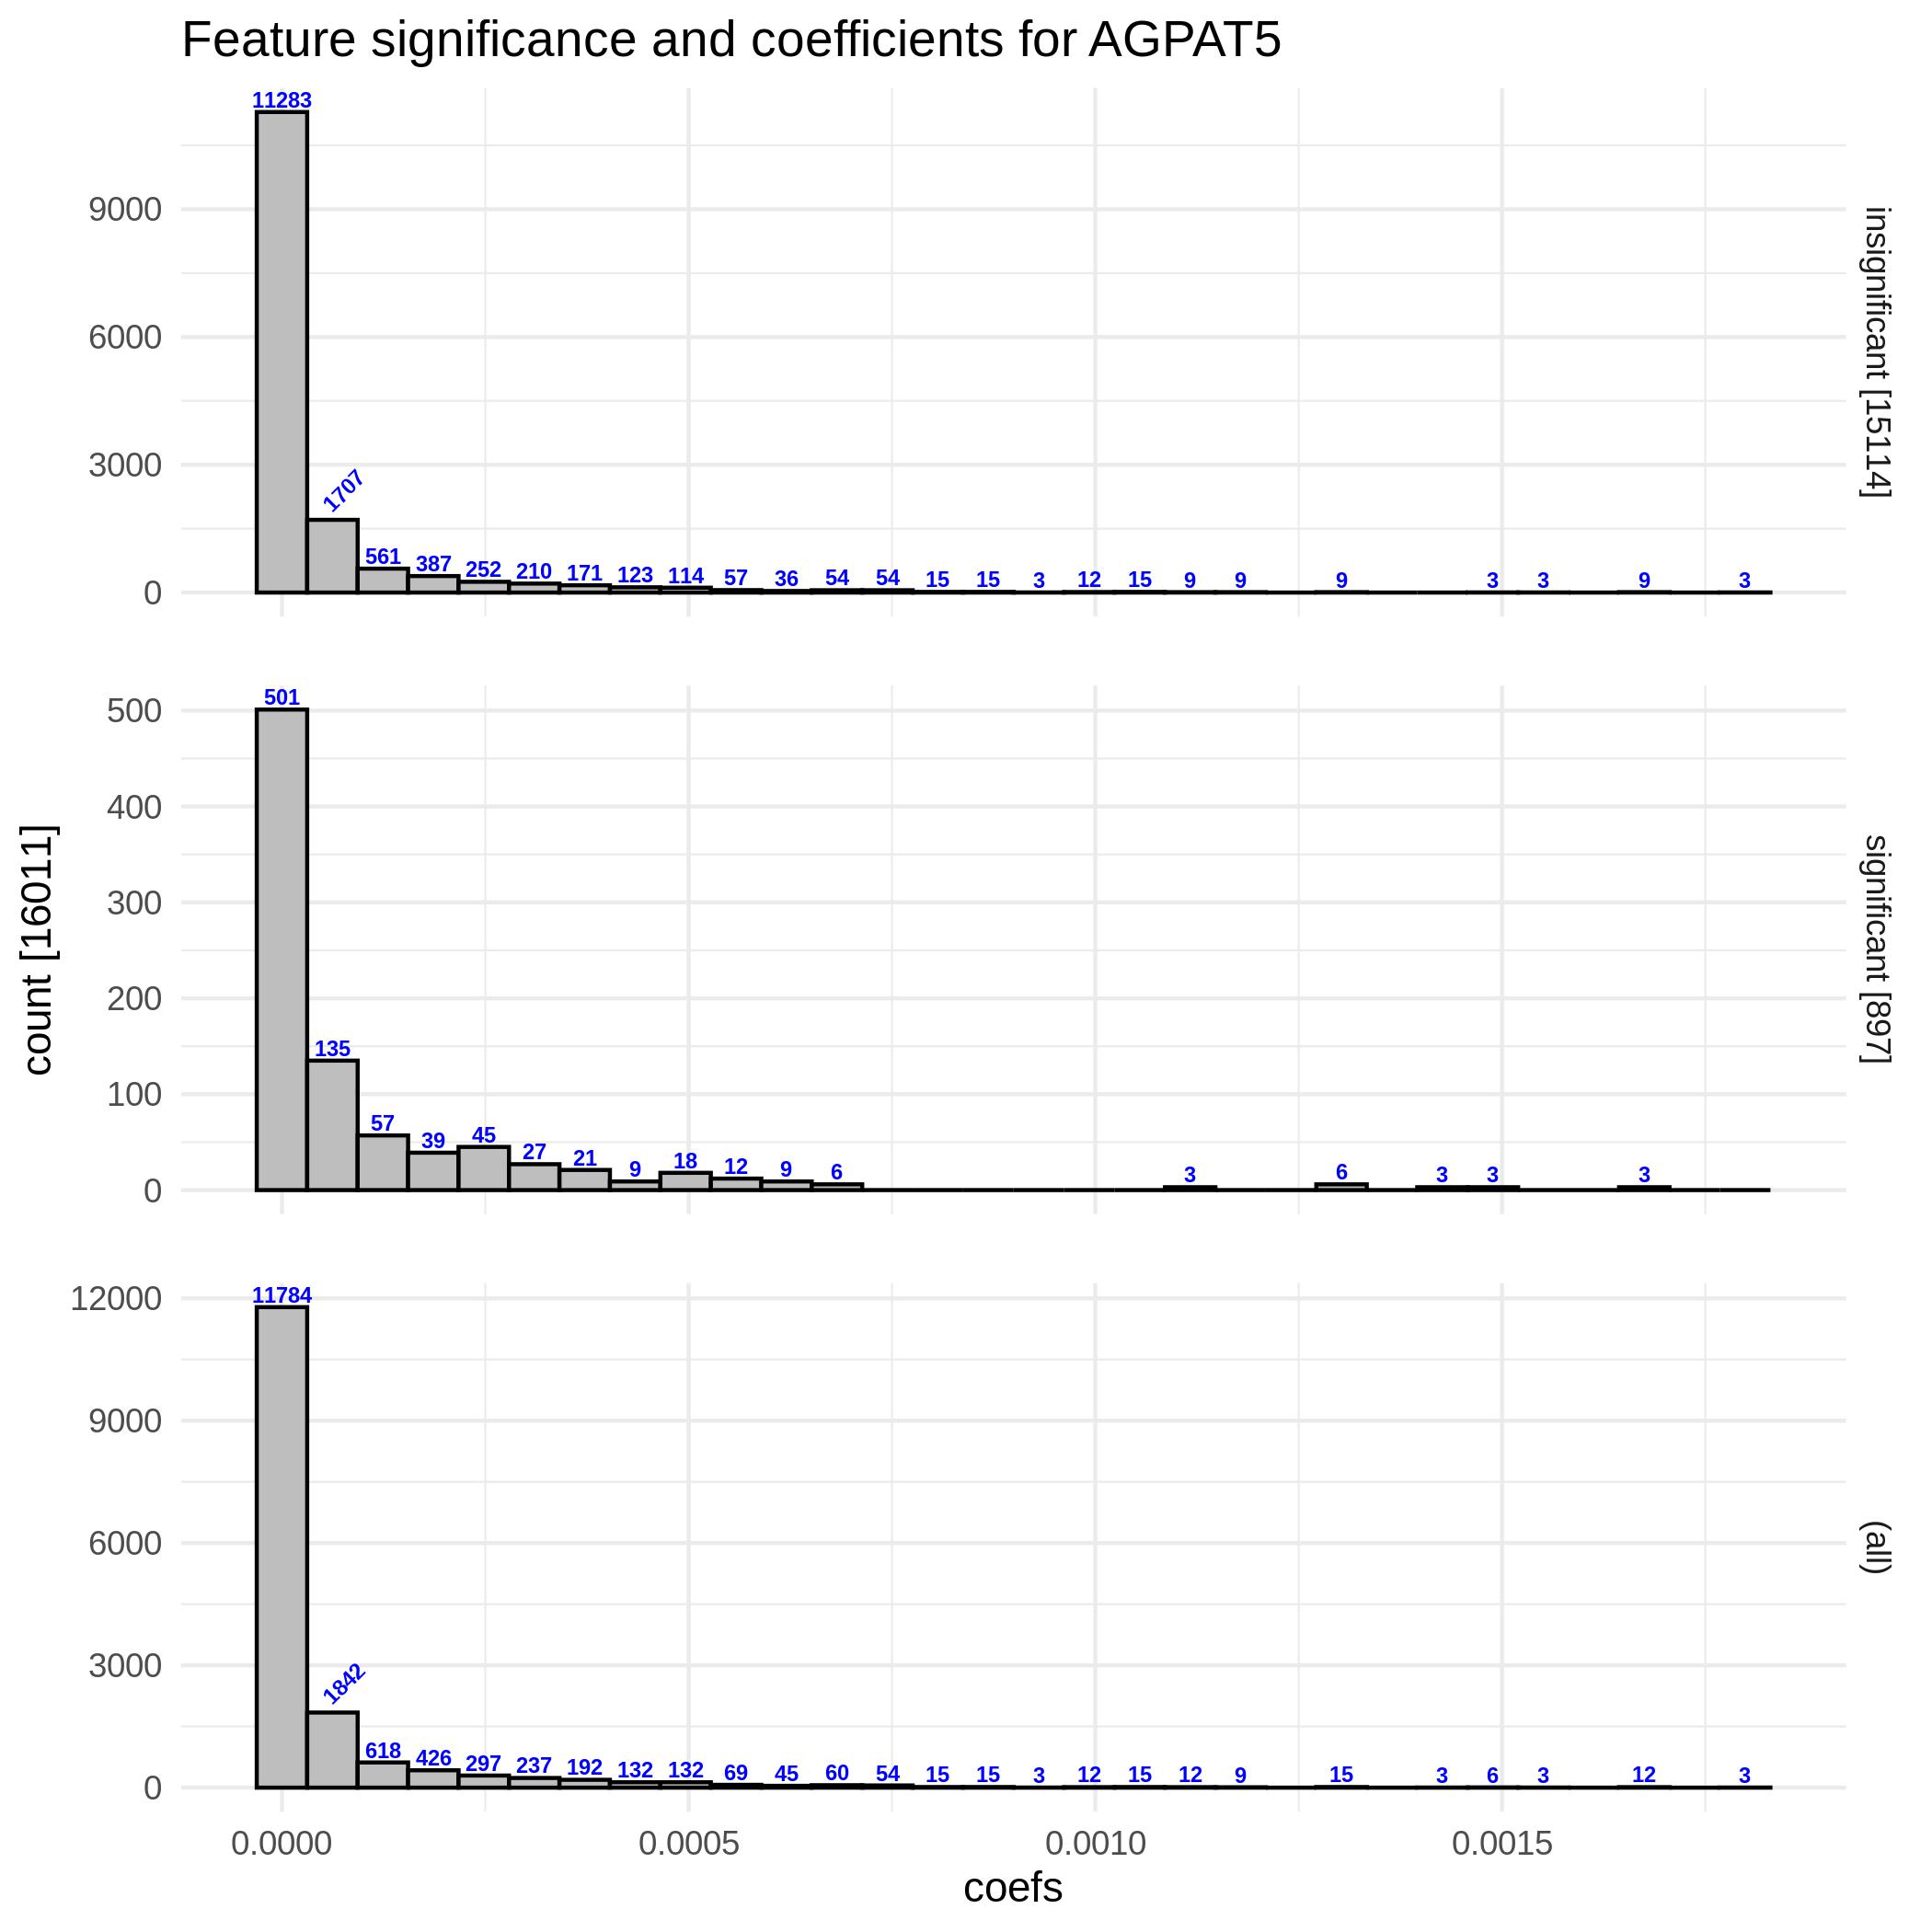 Feature significance and coefficients for AGPAT5
11283
1707
561 387 252 210 171 123 114 57 36 54 54 15 15 3 12 15 9 9 9 3 3 9 3
9000
6000
3000
0
insignificant [15114]
count [16011]
501
135
57 39 45 27 21 9 18 12 9 6 3 6 3 3 3
500
400
300
200
100
0
significant [897]
11784
1842
618 426 297 237 192 132 132 69 45 60 54 15 15 3 12 15 12 9 15 3 6 3 12 3
12000
9000
6000
3000
0
(all)
0.0000 0.0005 0.0010 0.0015
coefs